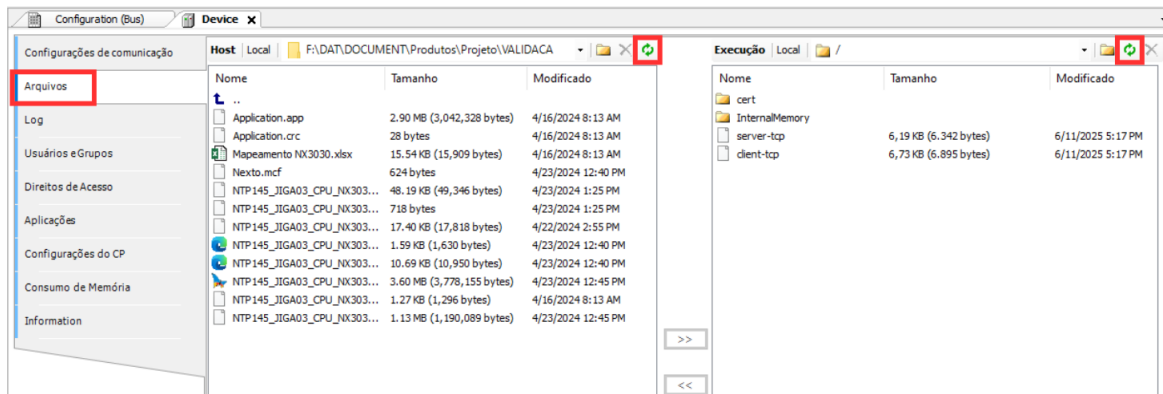 Configuration (Bus) Device X
Configurações de comunicação
Arquivos
Log
Usuários e Grupos
Direitos de Acesso
Aplicações
Configurações do CP
Consumo de Memória
Information
Host Local F:\DAT\DOCUMENT\Produtos\Projeto\VALIDACA
Nome Tamanho Modificado
..
Application.app 2.90 MB (3,042,328 bytes) 4/16/2024 8:13 AM
Application.crc 28 bytes 4/16/2024 8:13 AM
Mapeamento NX3030.xlsx 15.54 KB (15,909 bytes) 4/16/2024 8:13 AM
Nexto.mcf 624 bytes 4/23/2024 12:40 PM
NTP145_JIGA03_CPU_NX303... 48.19 KB (49,346 bytes) 4/23/2024 1:25 PM
NTP145_JIGA03_CPU_NX303... 718 bytes 4/23/2024 1:25 PM
NTP145_JIGA03_CPU_NX303... 17.40 KB (17,818 bytes) 4/22/2024 2:55 PM
NTP145_JIGA03_CPU_NX303... 1.59 KB (1,630 bytes) 4/23/2024 12:40 PM
NTP145_JIGA03_CPU_NX303... 10.69 KB (10,950 bytes) 4/23/2024 12:40 PM
NTP145_JIGA03_CPU_NX303... 3.60 MB (3,778,155 bytes) 4/23/2024 12:45 PM
NTP145_JIGA03_CPU_NX303... 1.27 KB (1,296 bytes) 4/16/2024 8:13 AM
NTP145_JIGA03_CPU_NX303... 1.13 MB (1,190,089 bytes) 4/23/2024 12:45 PM
>>
<<
Execução Local /
Nome Tamanho Modificado
cert
InternalMemory
server-tcp 6,19 KB (6.342 bytes) 6/11/2025 5:17 PM
client-tcp 6,73 KB (6.895 bytes) 6/11/2025 5:17 PM